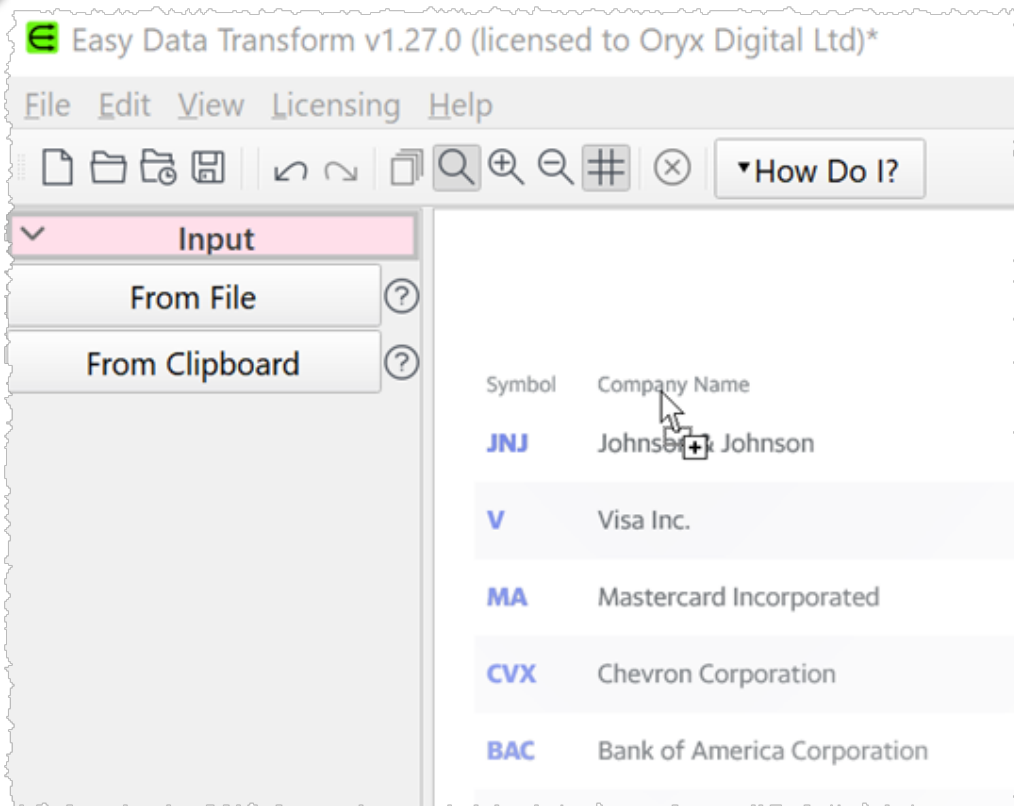 Easy Data Transform v1.27.0 (licensed to Oryx Digital Ltd)*
File Edit View Licensing Help
How Do I?
Input
From File
From Clipboard
Symbol Company Name
JNJ Johnson & Johnson
V Visa Inc.
MA Mastercard Incorporated
CVX Chevron Corporation
BAC Bank of America Corporation